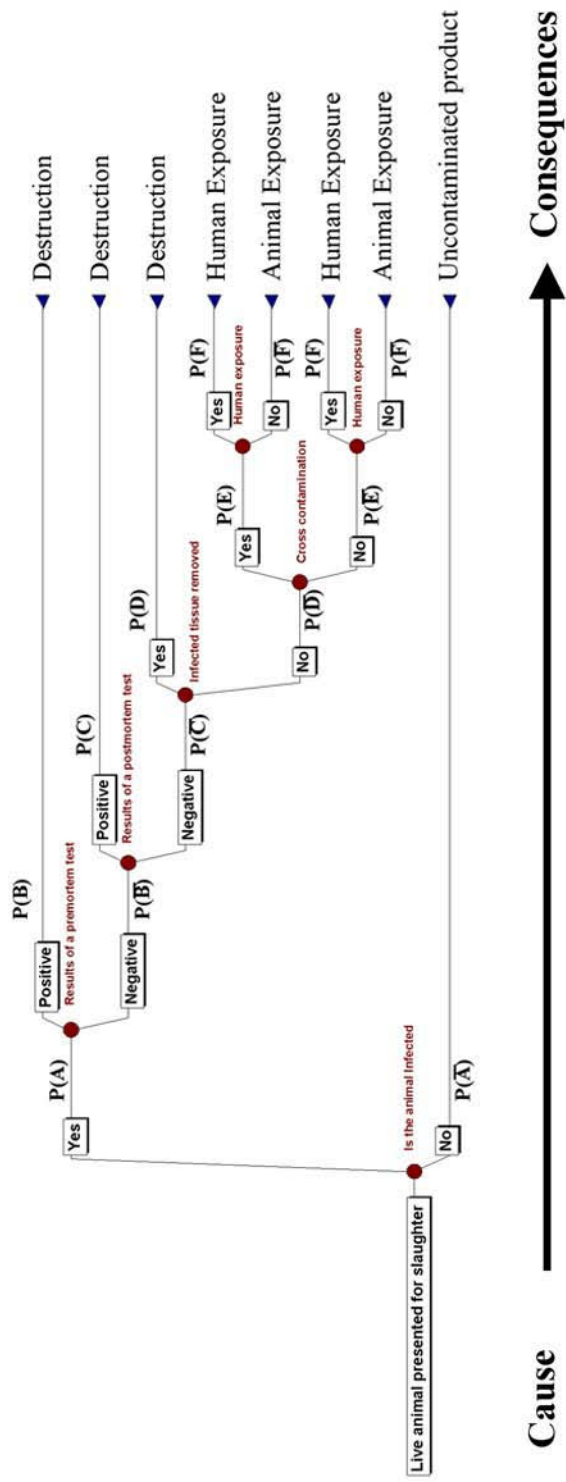 Live animal presented for slaughter
Is the animal Infected
Yes
P(A)
No
P(A̅)
Results of a premortem test
Positive
P(B)
Negative
P(B̅)
Results of a postmortem test
Positive
P(C)
Negative
P(C̅)
Infected tissue removed
Yes
P(D)
No
P(D̅)
Cross contamination
Yes
P(E)
No
P(E̅)
Human exposure
Yes
P(F)
No
P(F̅)
Human exposure
Yes
P(F)
No
P(F̅)
Destruction
Destruction
Destruction
Human Exposure
Animal Exposure
Human Exposure
Animal Exposure
Uncontaminated product
Cause
Consequences